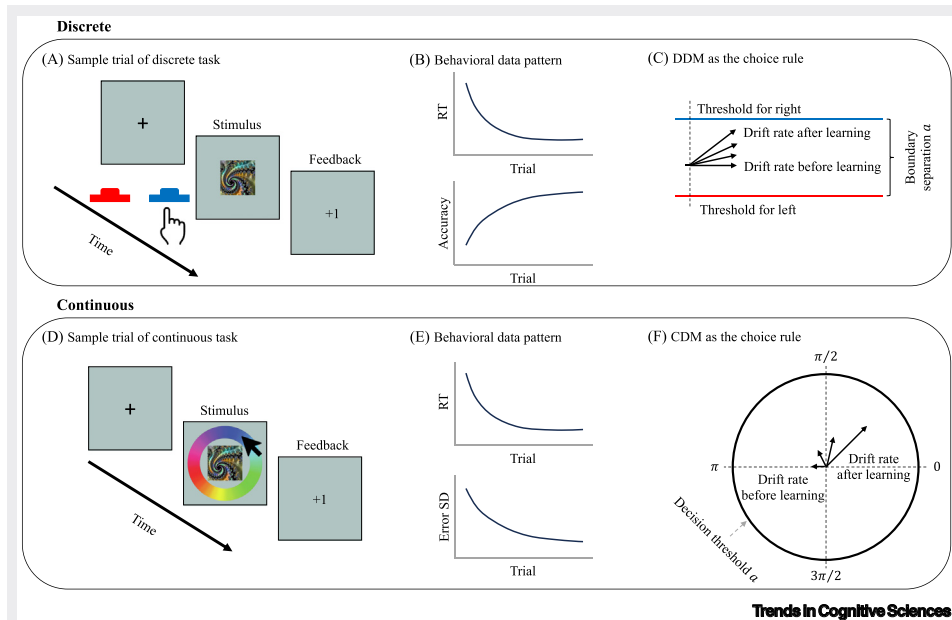 Discrete
(A) Sample trial of discrete task
+
Stimulus
Feedback
+1
Time
(B) Behavioral data pattern
RT
Trial
Accuracy
Trial
(C) DDM as the choice rule
Threshold for right
Drift rate after learning
Drift rate before learning
Threshold for left
Boundary
separation a
Continuous
(D) Sample trial of continuous task
+
Stimulus
Feedback
+1
Time
(E) Behavioral data pattern
RT
Error SD
Trial
(F) CDM as the choice rule
π/2
π
0
Drift rate
after learning
Drift rate
before learning
Decision threshold a
3π/2
Trends in Cognitive Sciences